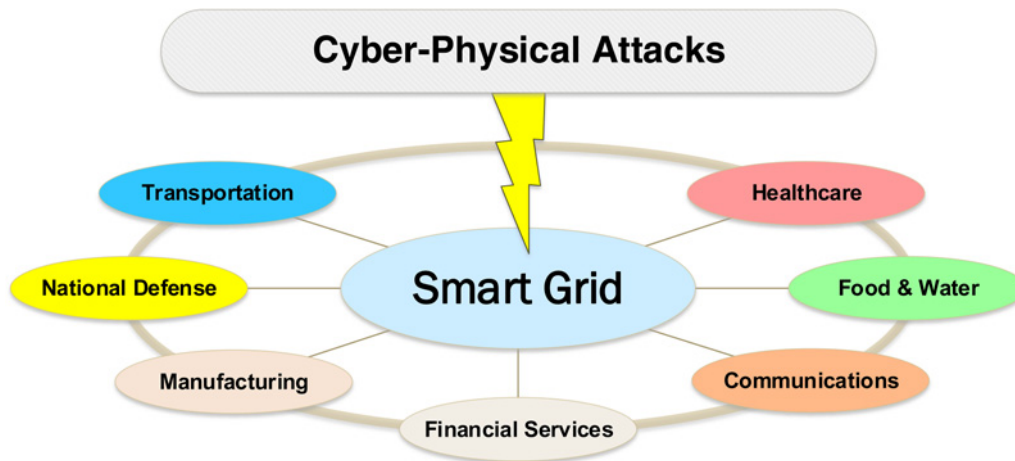 Cyber-Physical Attacks
Transportation
Healthcare
National Defense
Smart Grid
Food & Water
Manufacturing
Communications
Financial Services